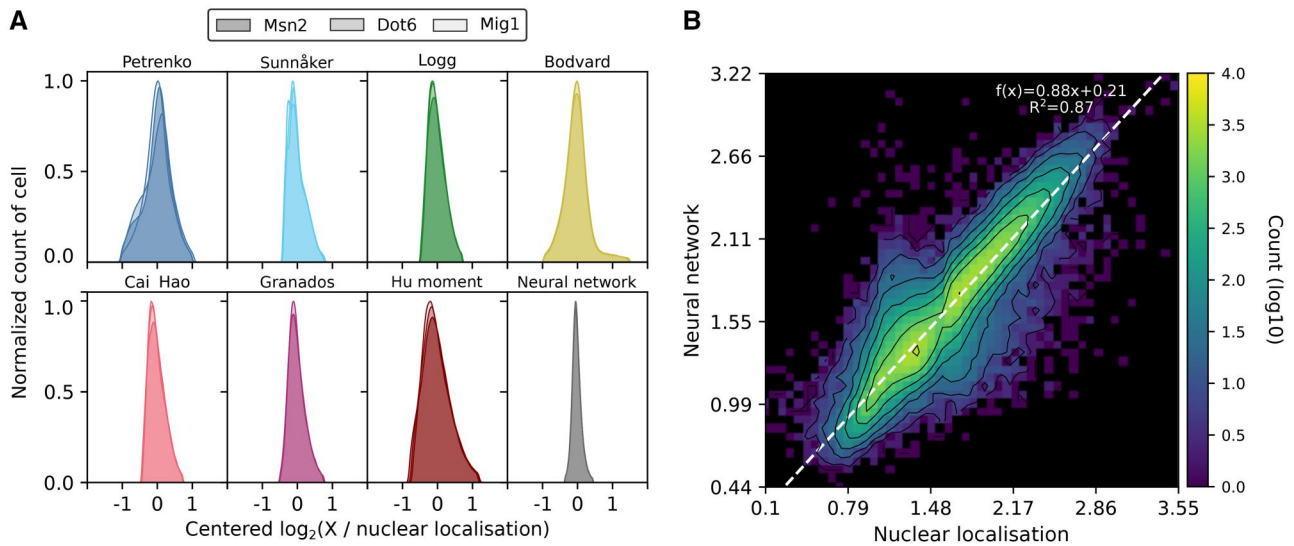 A
Msn2 Dot6 Mig1
Petrenko Sunnåker Logg Bodvard
1.0
0.5
0.0
Cai Hao Granados Hu moment Neural network
1.0
0.5
0.0
-1 0 1 -1 0 1 -1 0 1 -1 0 1
Normalized count of cell
Centered log2(X / nuclear localisation)
B
f(x)=0.88x+0.21
R²=0.87
3.22
2.66
2.11
1.55
0.99
0.44
Neural network
0.1 0.79 1.48 2.17 2.86 3.55
Nuclear localisation
4.0
3.5
3.0
2.5
2.0
1.5
1.0
0.5
0.0
Count (log10)